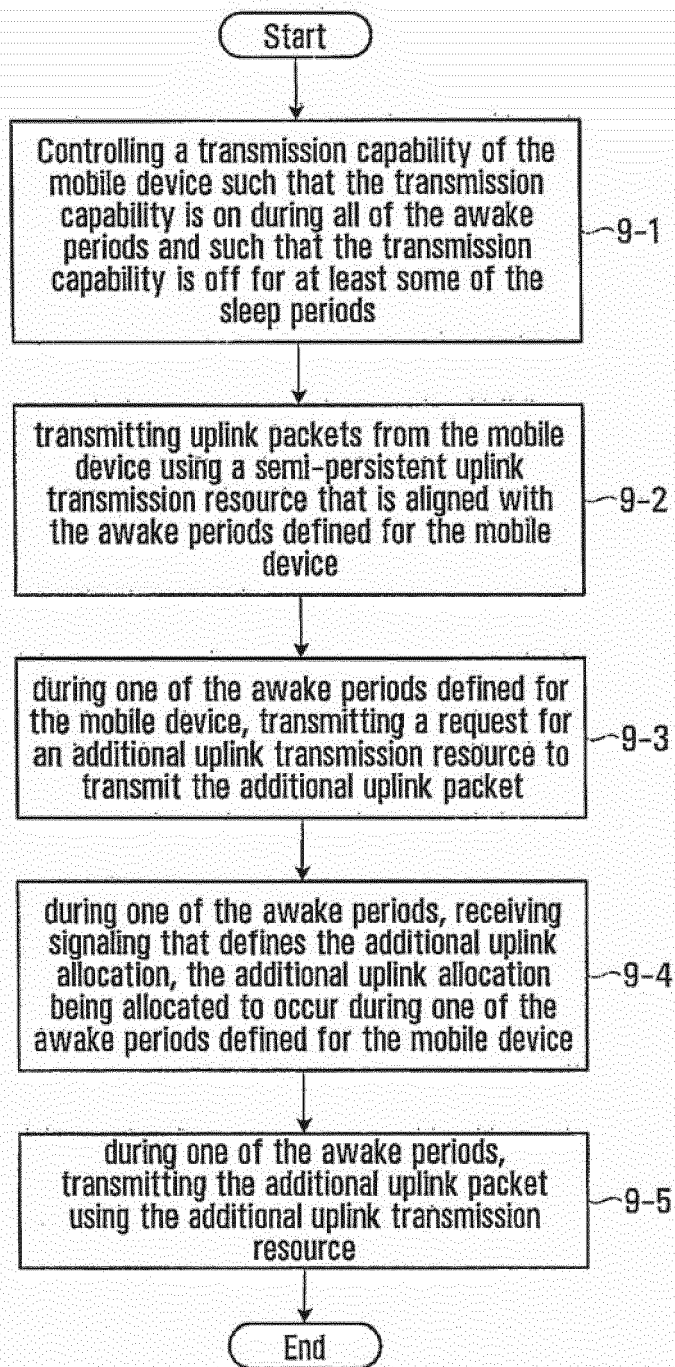 Start
Controlling a transmission capability of the
mobile device such that the transmission
capability is on during all of the awake
periods and such that the transmission
capability is off for at least some of the
sleep periods
9-1
transmitting uplink packets from the mobile
device using a semi-persistent uplink
transmission resource that is aligned with
the awake periods defined for the mobile
device
9-2
during one of the awake periods defined for
the mobile device, transmitting a request for
an additional uplink transmission resource to
transmit the additional uplink packet
9-3
during one of the awake periods, receiving
signaling that defines the additional uplink
allocation, the additional uplink allocation
being allocated to occur during one of the
awake periods defined for the mobile device
9-4
during one of the awake periods,
transmitting the additional uplink packet
using the additional uplink transmission
resource
9-5
End